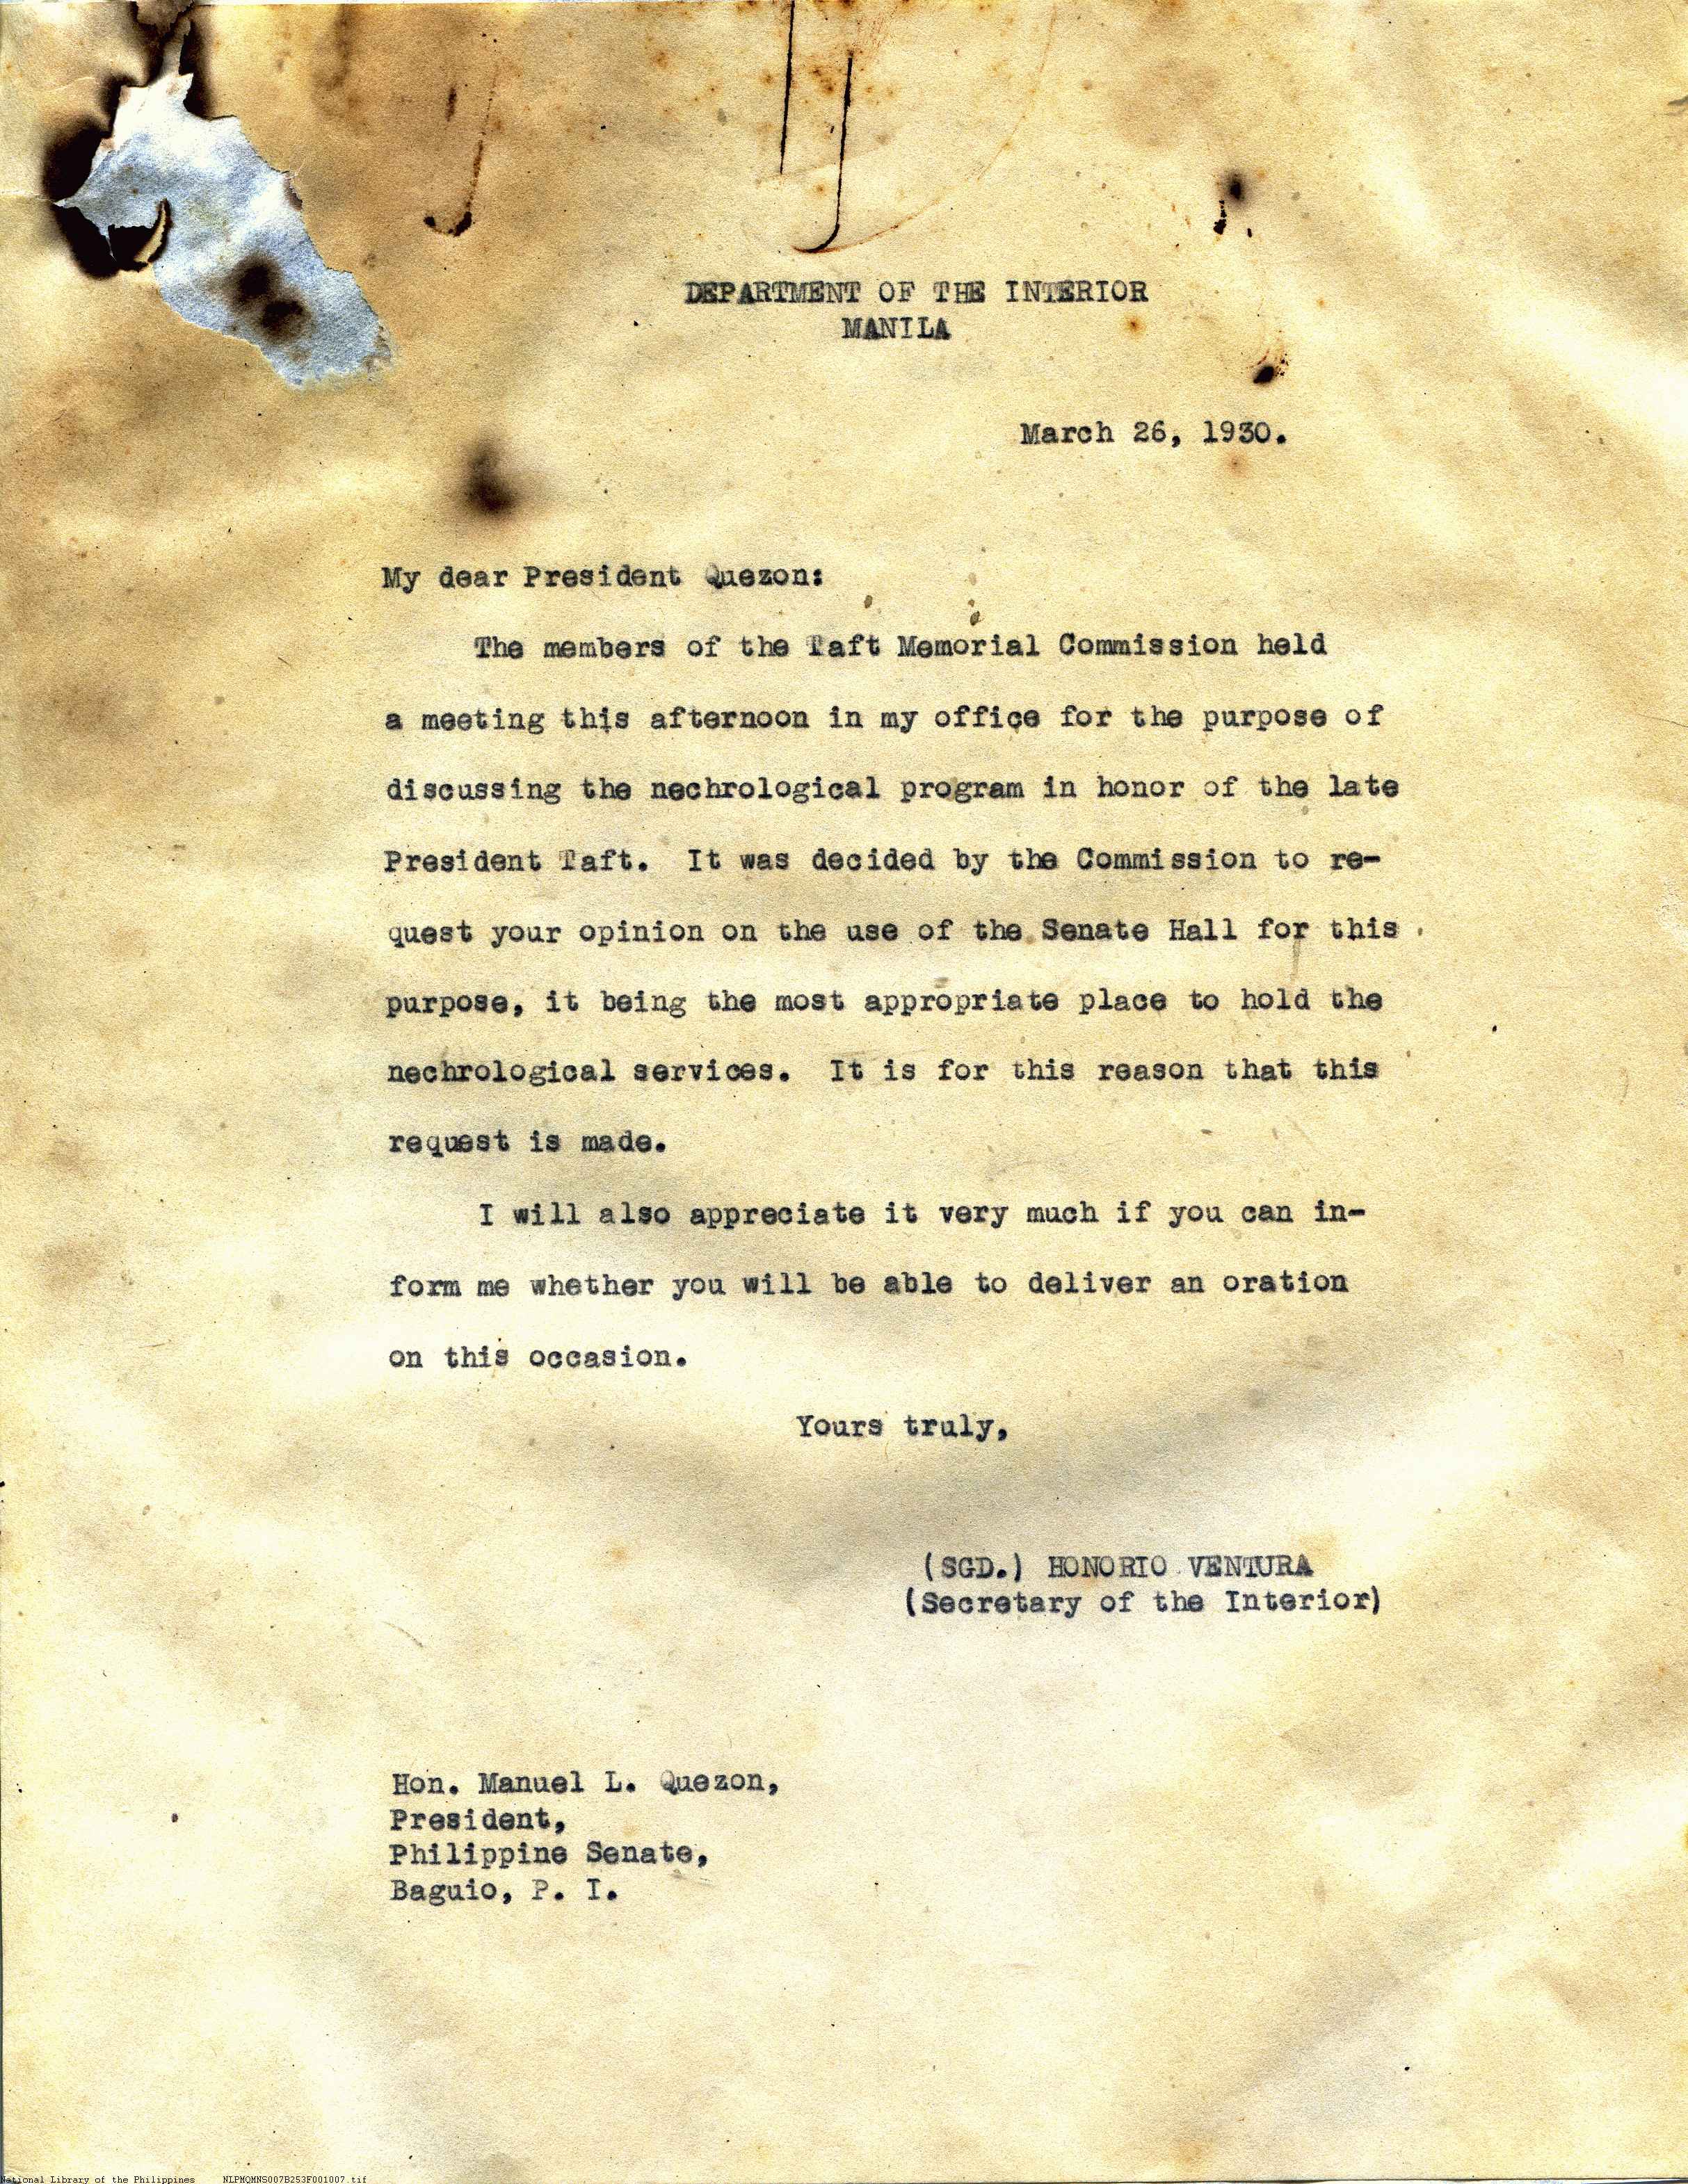 DEPARTMENT OF THE INTERIOR
MANILA
March 26, 1930.
My dear President Quezon:
The members of the Taft Memorial Commission held
a meeting this afternoon in my office for the purpose of
discussing the nechrological program in honor of the late
President Taft. It was decided by the Commission to re-
quest your opinion on the use of the Senate Hall for this
purpose, it being the most appropriate place to hold the
nechrological services. It is for this reason that this
request is made.
I will also appreciate it very much if you can in-
form me whether you will be able to deliver an oration
on this occasion.
Yours truly,
(SGD.) HONORIO VENTURA
(Secretary of the Interior)
Hon. Manuel L. Quezon,
President,
Philippine Senate,
Baguio, P. I.
National Library of the Philippines NLPMQMNS007B253F001007.tif